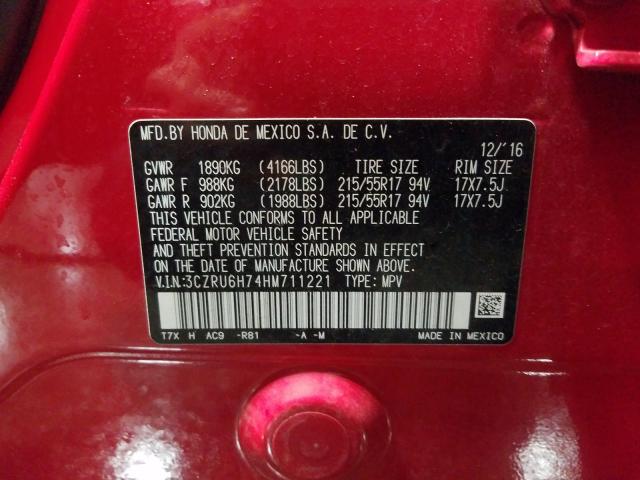 MFD.BY HONDA DE MEXICO S.A. DE C.V.
12/'16
GVWR 1890KG (4166LBS) TIRE SIZE RIM SIZE
GAWR F 988KG (2178LBS) 215/55R17 94V 17X7.5J
GAWR R 902KG (1988LBS) 215/55R17 94V 17X7.5J
THIS VEHICLE CONFORMS TO ALL APPLICABLE
FEDERAL MOTOR VEHICLE SAFETY
AND THEFT PREVENTION STANDARDS IN EFFECT
ON THE DATE OF MANUFACTURE SHOWN ABOVE.
V.I.N.:3CZRU6H74HM711221 TYPE: MPV
T7X H AC9 -R81 -A -M MADE IN MEXICO